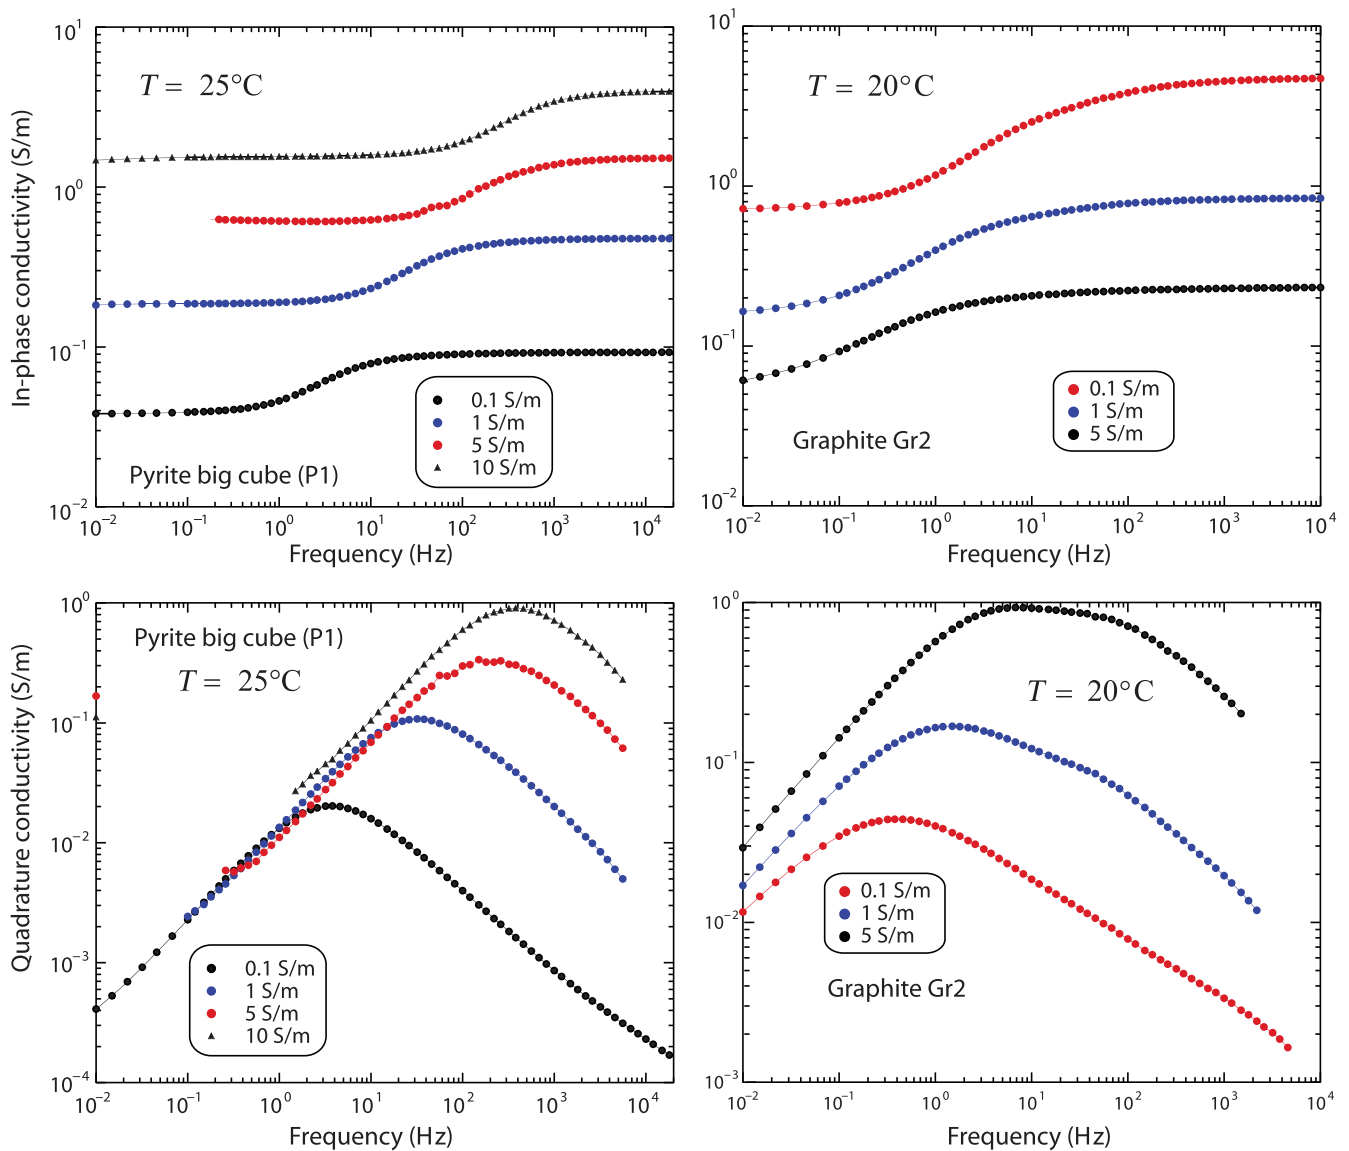 In-phase conductivity (S/m)
10¹
10⁰
10⁻¹
10⁻²
T = 25°C
0.1 S/m
1 S/m
5 S/m
10 S/m
Pyrite big cube (P1)
10⁻² 10⁻¹ 10⁰ 10¹ 10² 10³ 10⁴
Frequency (Hz)
10¹
10⁰
10⁻¹
10⁻²
T = 20°C
0.1 S/m
1 S/m
5 S/m
Graphite Gr2
10⁻² 10⁻¹ 10⁰ 10¹ 10² 10³ 10⁴
Frequency (Hz)
Quadrature conductivity (S/m)
10⁰
10⁻¹
10⁻²
10⁻³
10⁻⁴
Pyrite big cube (P1)
T = 25°C
0.1 S/m
1 S/m
5 S/m
10 S/m
10⁻² 10⁻¹ 10⁰ 10¹ 10² 10³ 10⁴
Frequency (Hz)
10⁰
10⁻¹
10⁻²
10⁻³
T = 20°C
0.1 S/m
1 S/m
5 S/m
Graphite Gr2
10⁻² 10⁻¹ 10⁰ 10¹ 10² 10³ 10⁴
Frequency (Hz)